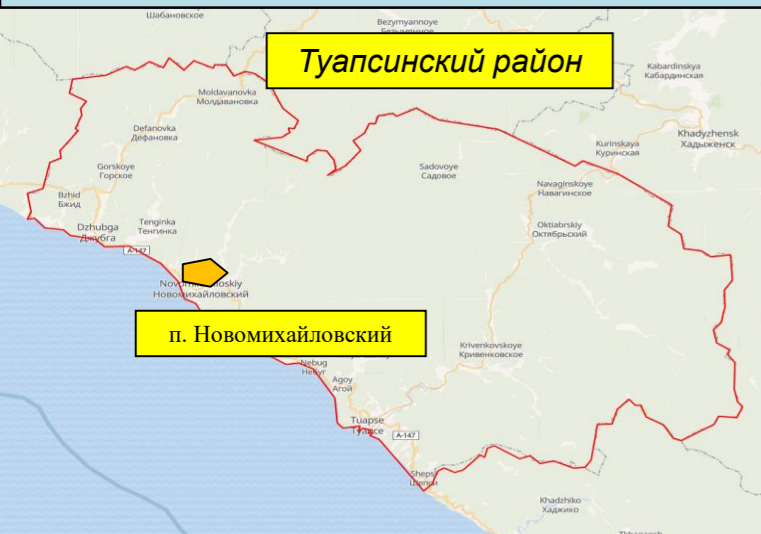 Шабановское
Bezymyannoye
Туапсинский район
Kabardinskaya
Кабардинская
Moldavanovka
Молдавановка
Defanovka
Дефановка
Khadyzhensk
Хадыженск
Kurinskaya
Куринская
Gorskoye
Горское
Sadovoye
Садовое
Navaginskoye
Навагинское
Bzhid
Бжид
Tenginka
Тенгинка
Dzhubga
Джубга
Oktiabrskiy
Октябрьский
A-147
Новомихайловский
п. Новомихайловский
Krivenkovskoye
Кривенковское
Nebug
Небуг
Agoy
Агой
Tuapse
Туапсе
A-147
Shepsi
Шепси
Khadzhiko
Хаджико